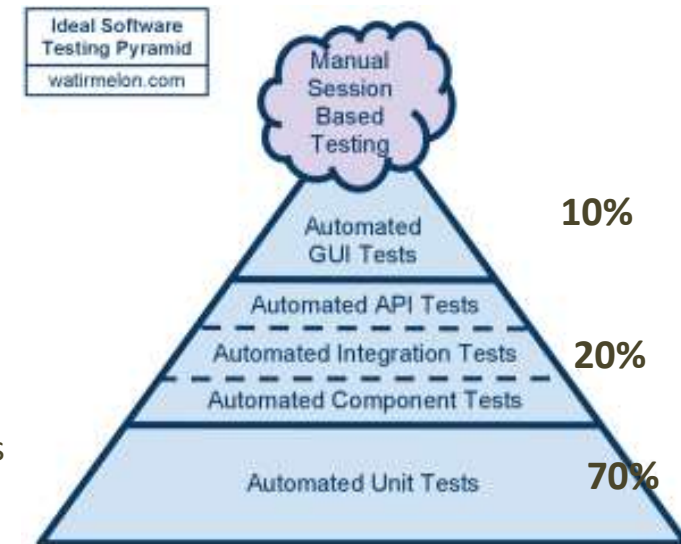 Ideal Software
Testing Pyramid
watirmelon.com
Manual
Session
Based
Testing
10%
Automated
GUI Tests
Automated API Tests
Automated Integration Tests
20%
Automated Component Tests
s
Automated Unit Tests
70%